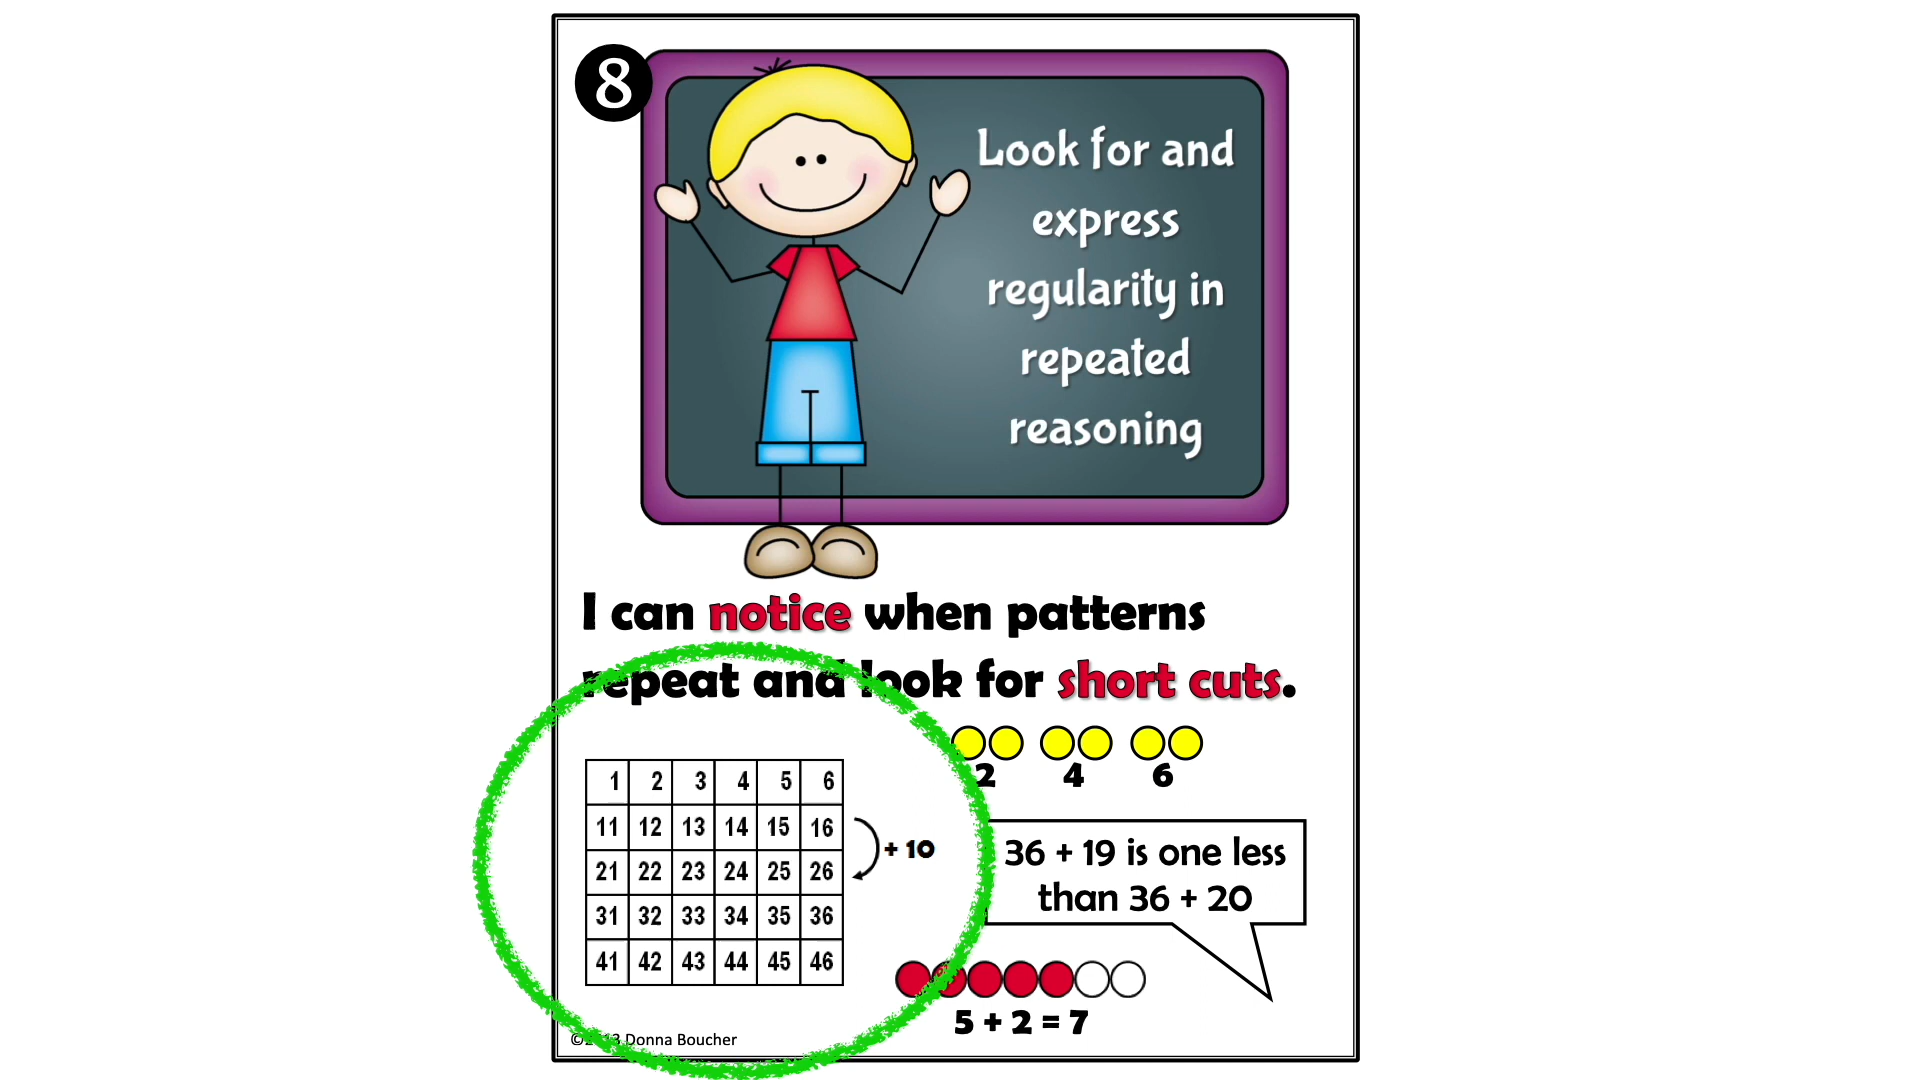 8
Look for and
express
regularity in
repeated
reasoning
I can notice when patterns
repeat and look for short cuts.
2 4 6
1 2 3 4 5 6
11 12 13 14 15 16
21 22 23 24 25 26
31 32 33 34 35 36
41 42 43 44 45 46
+ 10
36 + 19 is one less
than 36 + 20
5 + 2 = 7
Donna Boucher